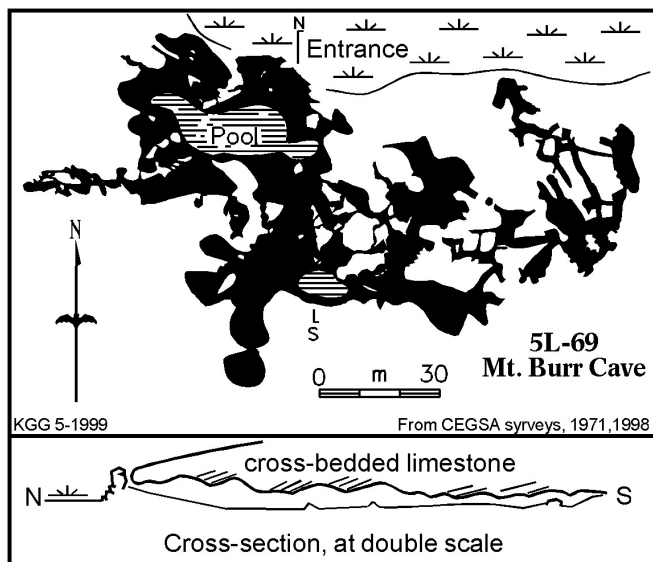 N
Entrance
Pool
N
S
5L-69
Mt. Burr Cave
0 m 30
KGG 5-1999
From CEGSA syrveys, 1971,1998
cross-bedded limestone
N
S
Cross-section, at double scale